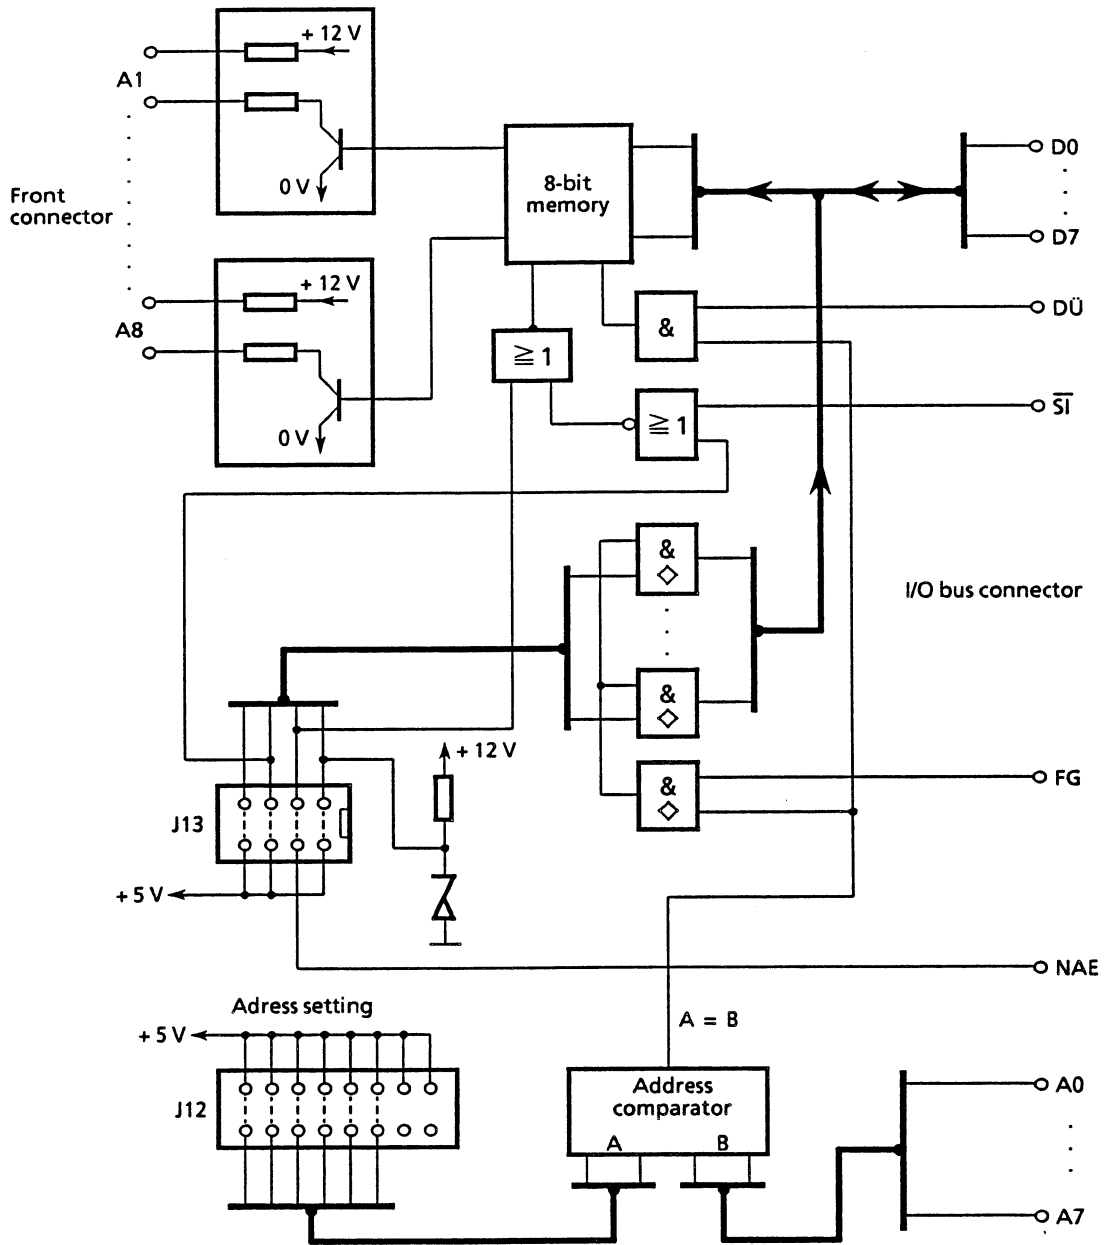 + 12 V
A1
0 V
Front
connector
8-bit
memory
D0
D7
+ 12 V
A8
0 V
DÜ
&
≧ 1
S̅I̅
≧ 1
&
◇
I/O bus connector
&
◇
+ 12 V
FG
&
◇
J13
+ 5 V
NAE
Adress setting
+ 5 V
A = B
J12
Address
comparator
A
B
A0
A7